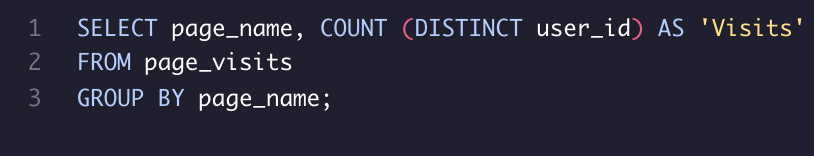 1 SELECT page_name, COUNT (DISTINCT user_id) AS 'Visits'
2 FROM page_visits
3 GROUP BY page_name;